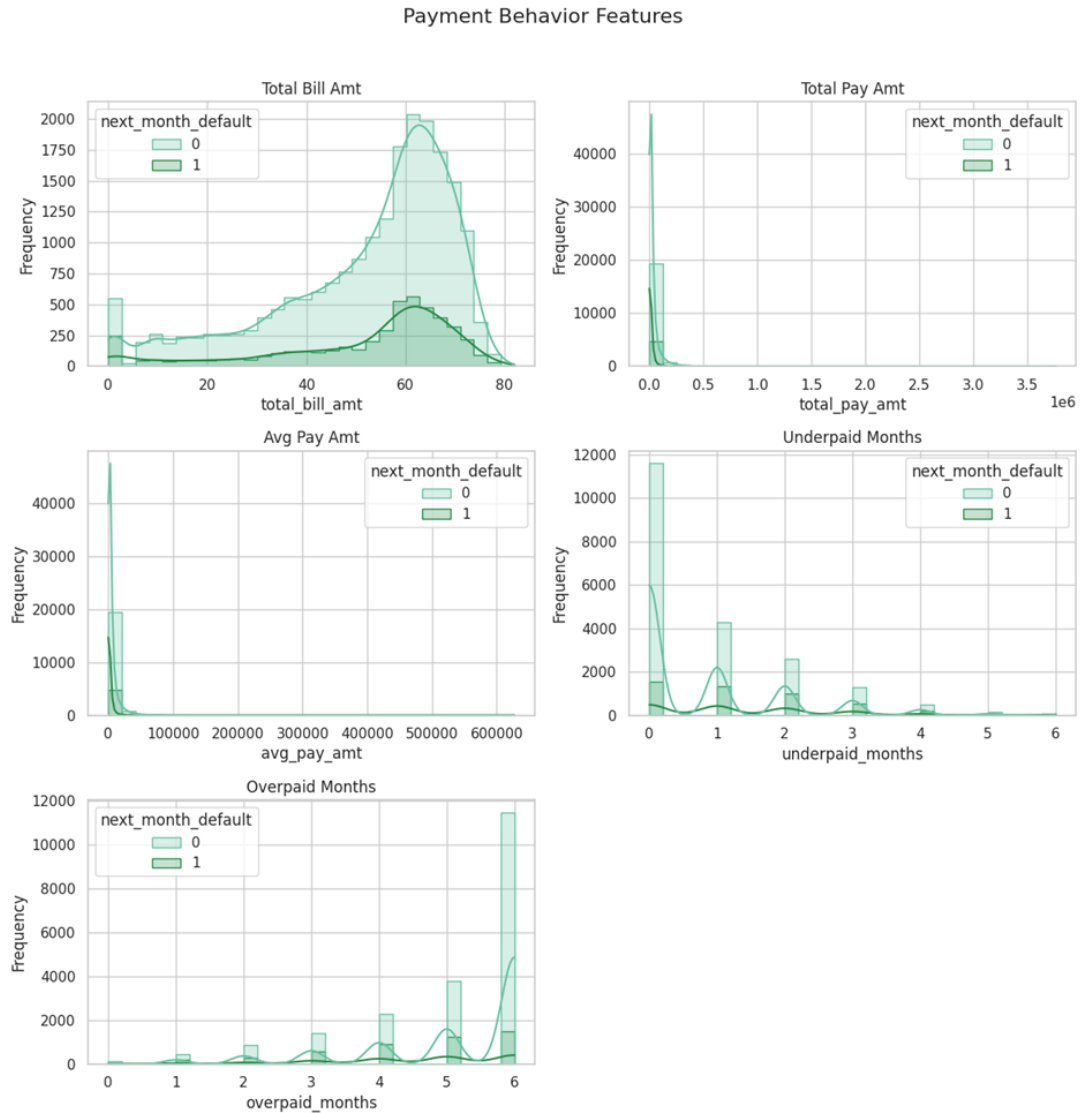 Payment Behavior Features
Total Bill Amt
next_month_default
0
1
2000
1750
1500
1250
1000
750
500
250
0
Frequency
0 20 40 60 80
total_bill_amt
Total Pay Amt
next_month_default
0
1
40000
30000
20000
10000
0
Frequency
0.0 0.5 1.0 1.5 2.0 2.5 3.0 3.5
1e6
total_pay_amt
Avg Pay Amt
next_month_default
0
1
40000
30000
20000
10000
0
Frequency
0 100000 200000 300000 400000 500000 600000
avg_pay_amt
Underpaid Months
next_month_default
0
1
12000
10000
8000
6000
4000
2000
0
Frequency
0 1 2 3 4 5 6
underpaid_months
Overpaid Months
next_month_default
0
1
12000
10000
8000
6000
4000
2000
0
Frequency
0 1 2 3 4 5 6
overpaid_months